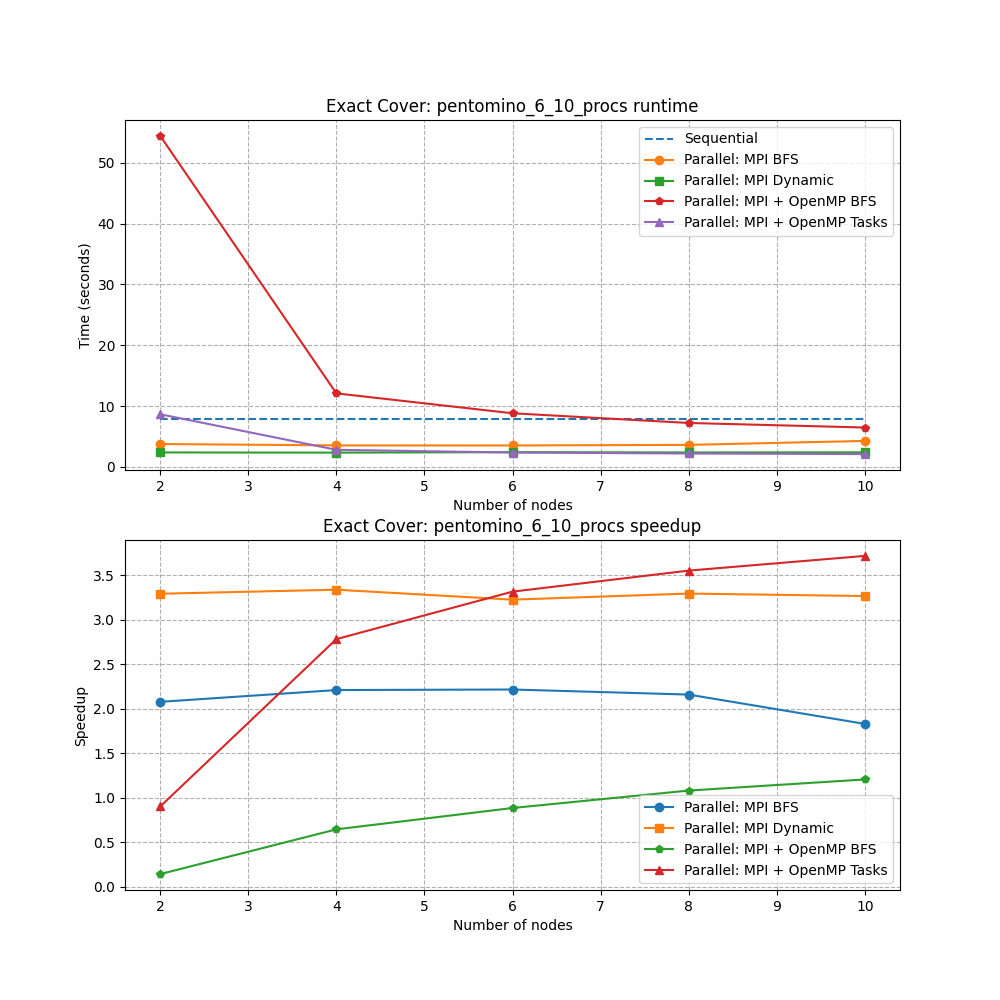 Exact Cover: pentomino_6_10_procs runtime
Time (seconds)
50
40
30
20
10
0
Sequential
Parallel: MPI BFS
Parallel: MPI Dynamic
Parallel: MPI + OpenMP BFS
Parallel: MPI + OpenMP Tasks
2 3 4 5 6 7 8 9 10
Number of nodes
Exact Cover: pentomino_6_10_procs speedup
Speedup
3.5
3.0
2.5
2.0
1.5
1.0
0.5
0.0
Parallel: MPI BFS
Parallel: MPI Dynamic
Parallel: MPI + OpenMP BFS
Parallel: MPI + OpenMP Tasks
2 3 4 5 6 7 8 9 10
Number of nodes